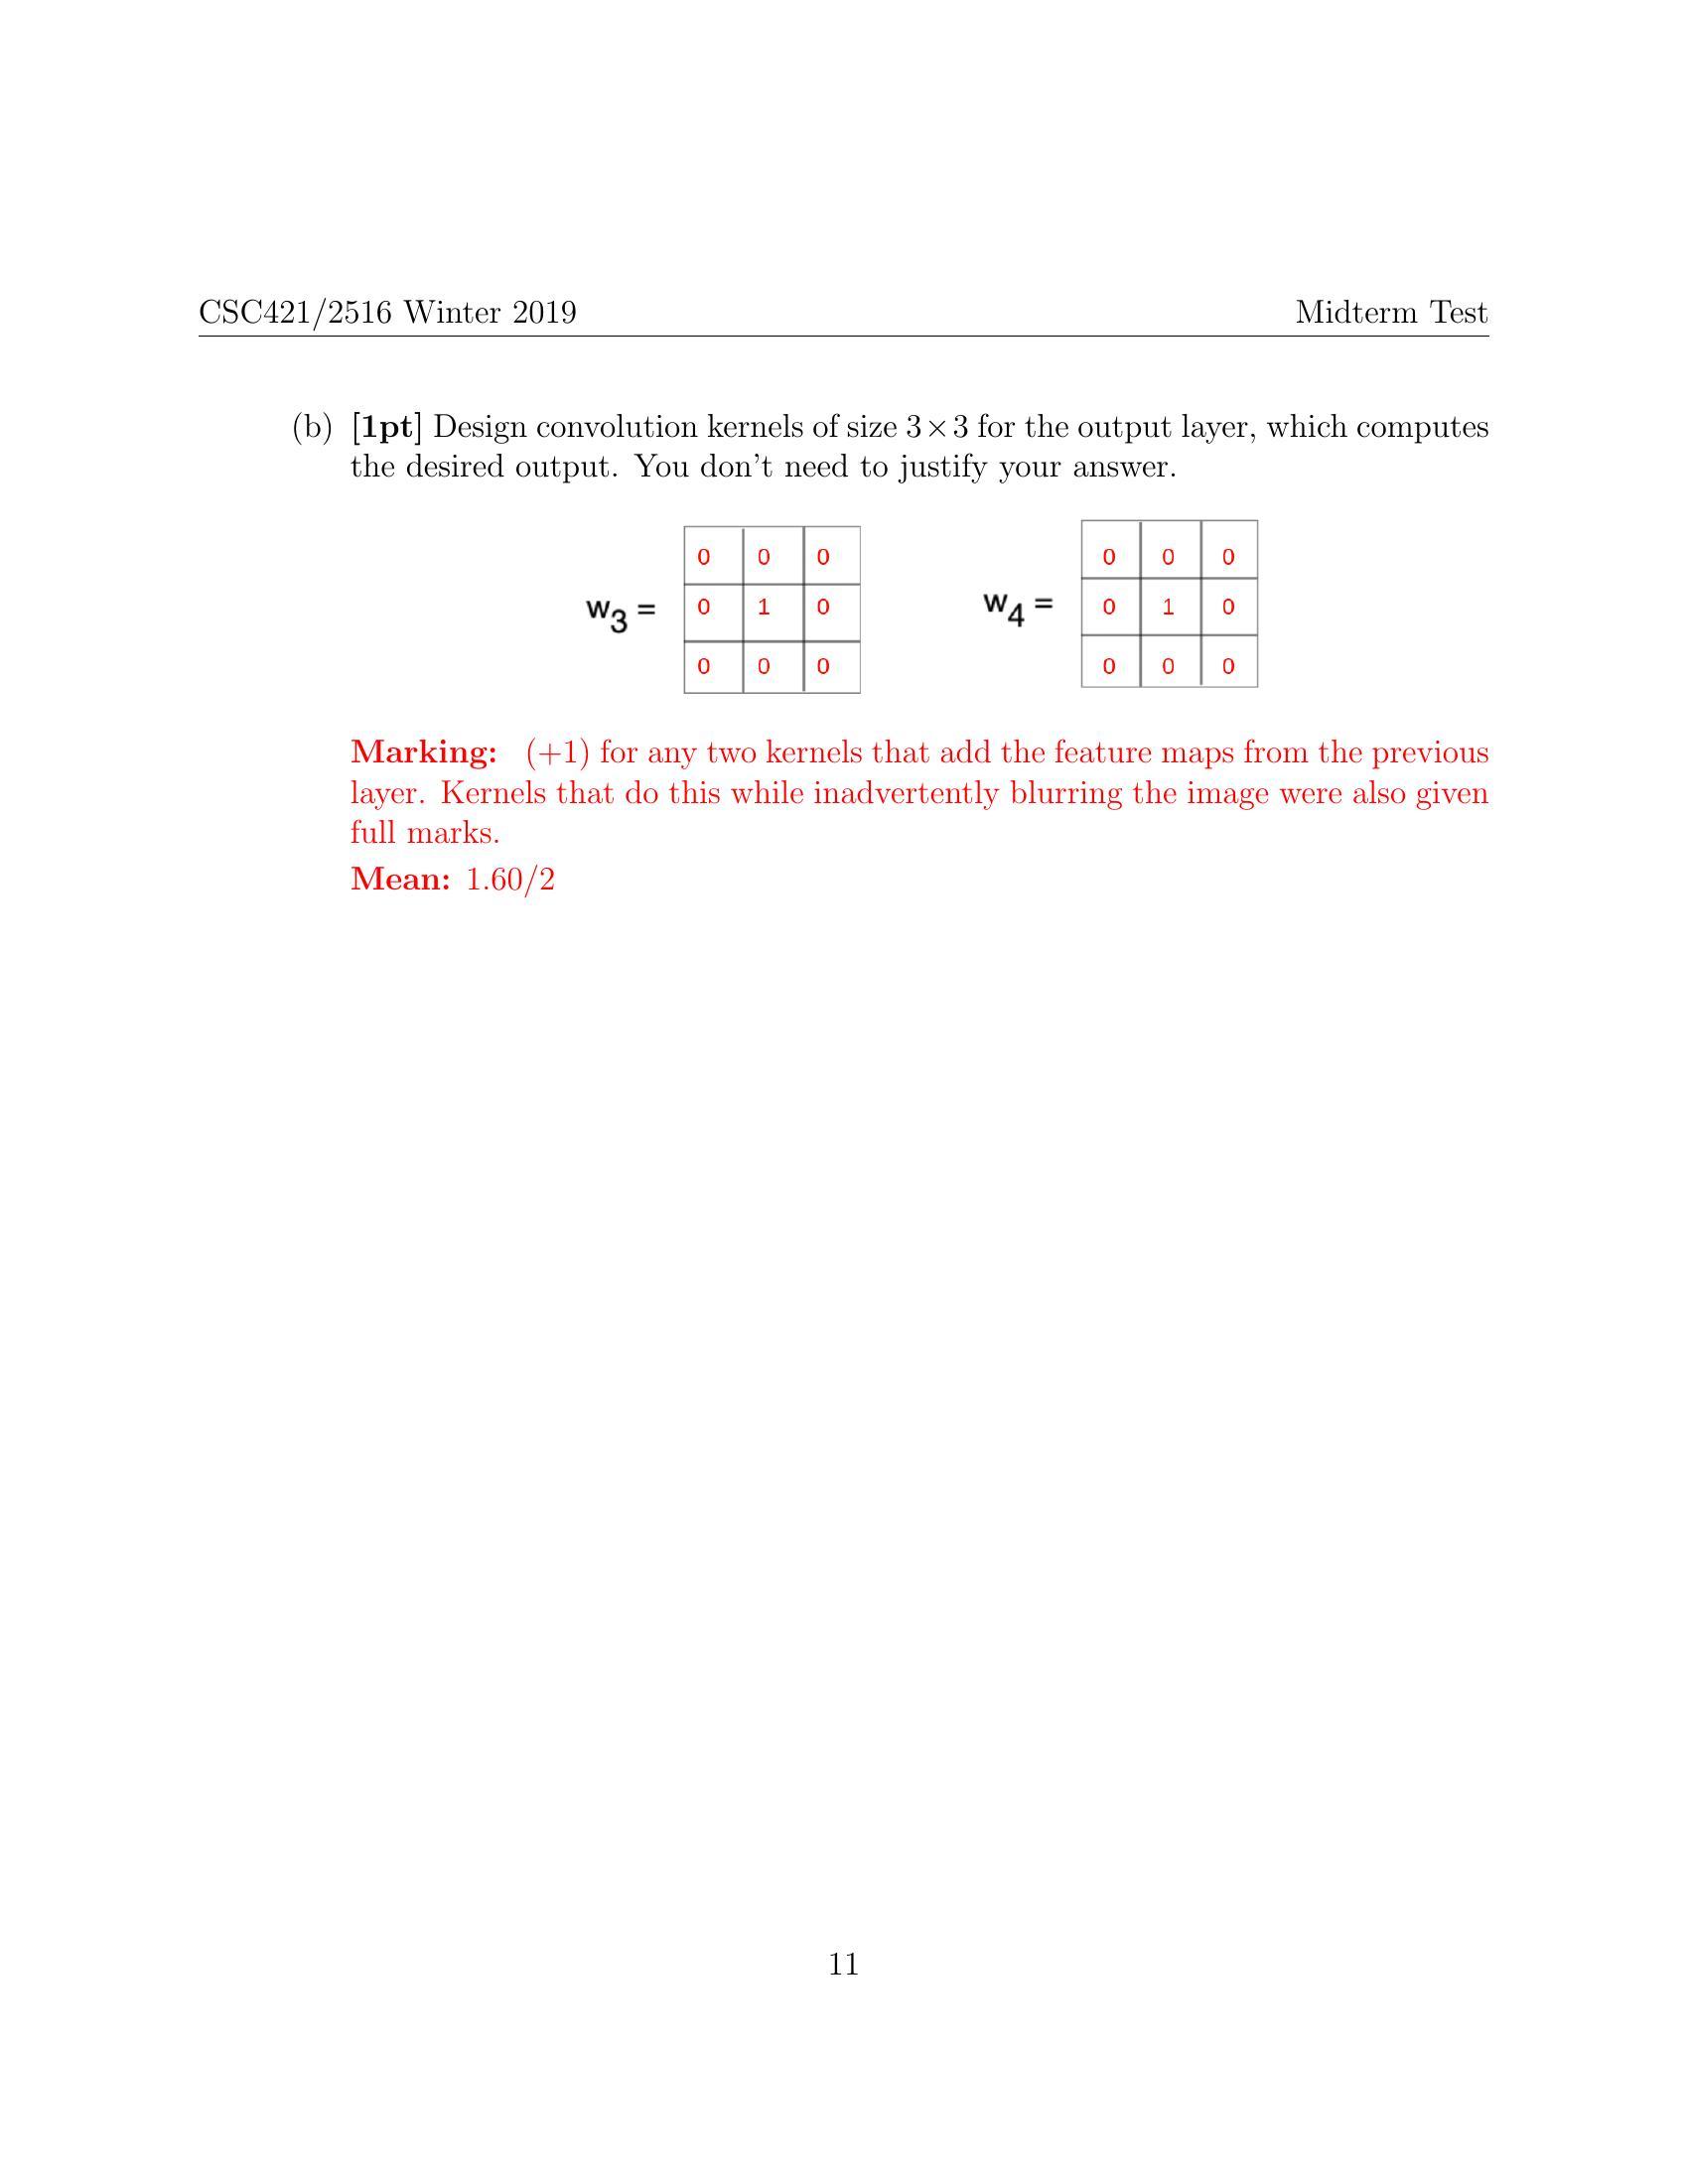 CSC421/2516 Winter 2019 Midterm Test
(b) [1pt] Design convolution kernels of size 3×3 for the output layer, which computes
the desired output. You don't need to justify your answer.
w3 =
0 0 0
0 1 0
0 0 0
w4 =
0 0 0
0 1 0
0 0 0
Marking: (+1) for any two kernels that add the feature maps from the previous
layer. Kernels that do this while inadvertently blurring the image were also given
full marks.
Mean: 1.60/2
11